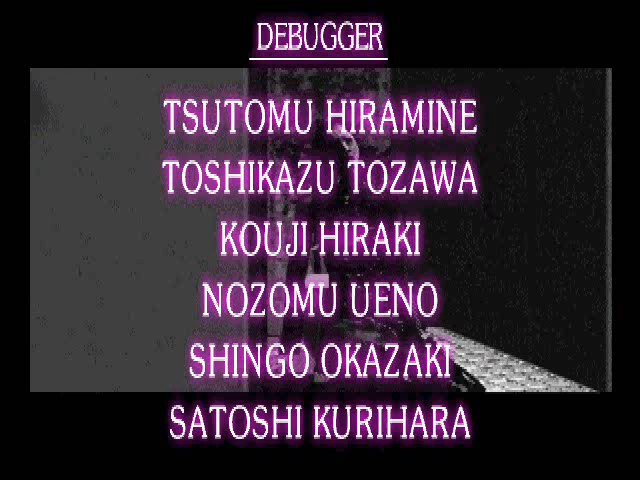 DEBUGGER
TSUTOMU HIRAMINE
TOSHIKAZU TOZAWA
KOUJI HIRAKI
NOZOMU UENO
SHINGO OKAZAKI
SATOSHI KURIHARA